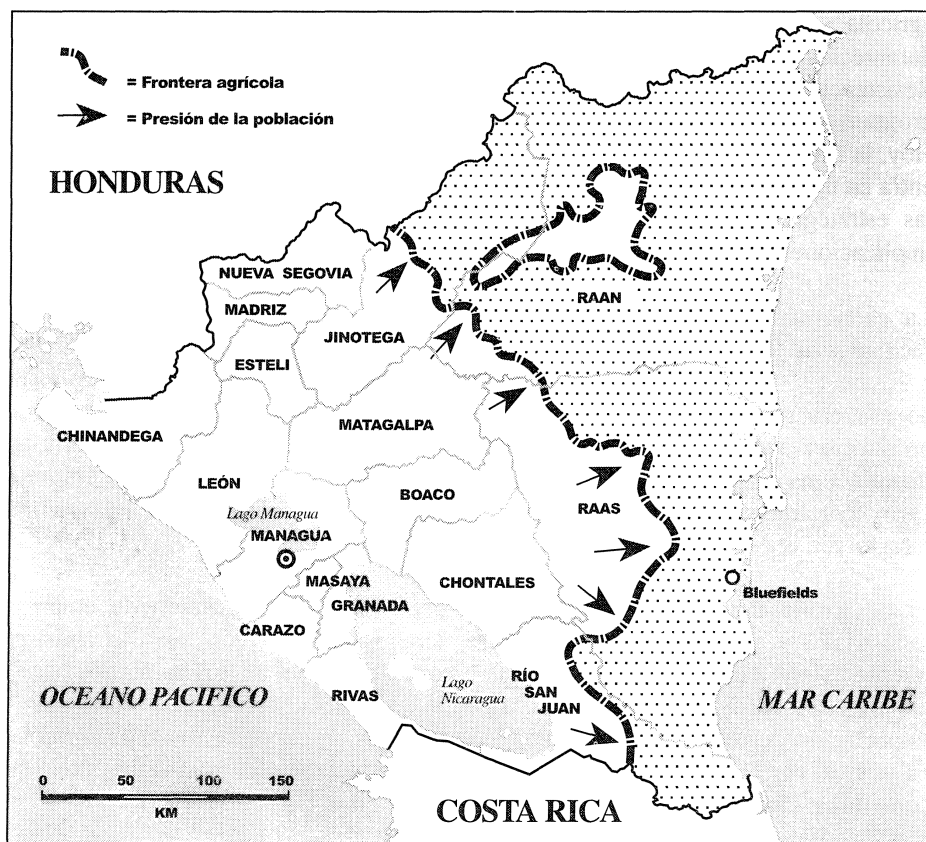 = Frontera agrícola
= Presión de la población
HONDURAS
NUEVA SEGOVIA
MADRIZ
JINOTEGA
ESTELI
RAAN
CHINANDEGA
MATAGALPA
LEÓN
BOACO
RAAS
Lago Managua
MANAGUA
MASAYA
GRANADA
CHONTALES
Bluefields
CARAZO
OCEANO PACIFICO
RIVAS
Lago
Nicaragua
RÍO
SAN
JUAN
MAR CARIBE
0 50 100 150
KM
COSTA RICA